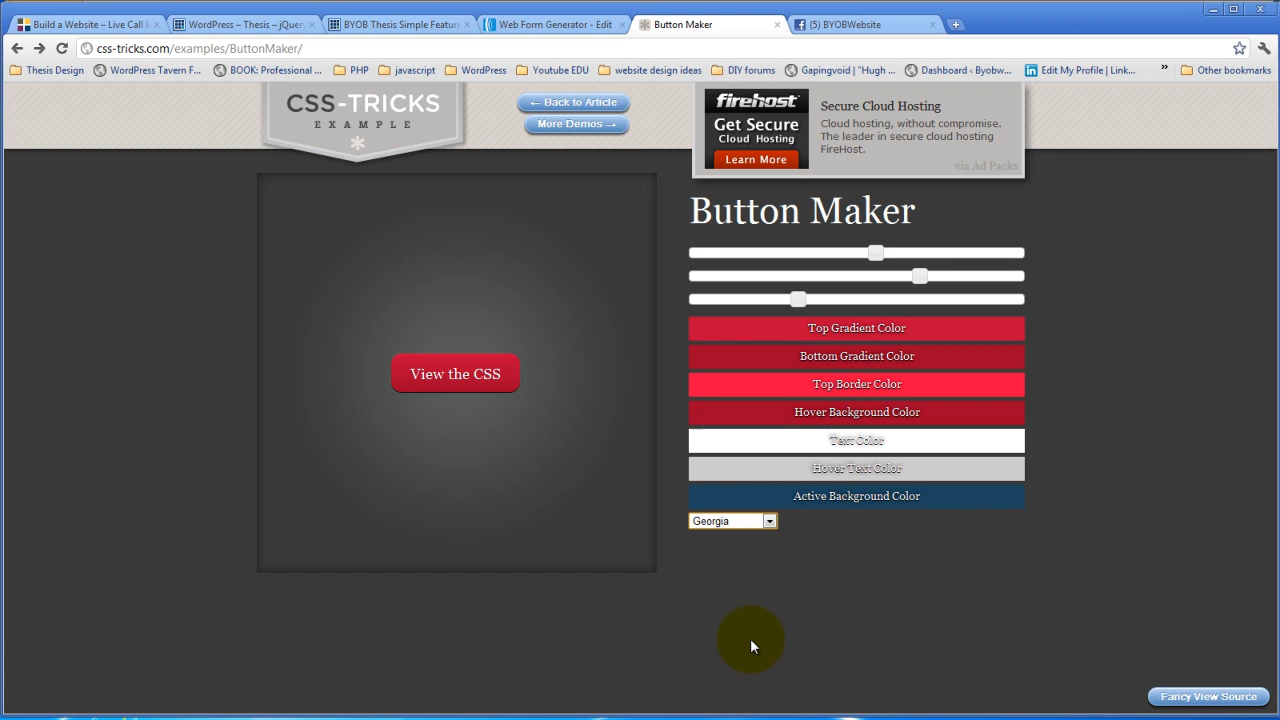 Build a Website – Live Call I
WordPress – Thesis – jQuery
BYOB Thesis Simple Feature
Web Form Generator - Edit
Button Maker
(5) BYOBWebsite
css-tricks.com/examples/ButtonMaker/
Thesis Design
WordPress Tavern F...
BOOK: Professional ...
PHP
javascript
WordPress
Youtube EDU
website design ideas
DIY forums
Gapingvoid | "Hugh ...
Dashboard ‹ Byobw...
Edit My Profile | Link...
»
Other bookmarks
CSS-TRICKS
EXAMPLE
*
← Back to Article
More Demos →
firehost
Get Secure
Cloud Hosting
Learn More
Secure Cloud Hosting
Cloud hosting, without compromise.
The leader in secure cloud hosting
FireHost.
via Ad Packs
Button Maker
View the CSS
Top Gradient Color
Bottom Gradient Color
Top Border Color
Hover Background Color
Text Color
Hover Text Color
Active Background Color
Georgia
Fancy View Source